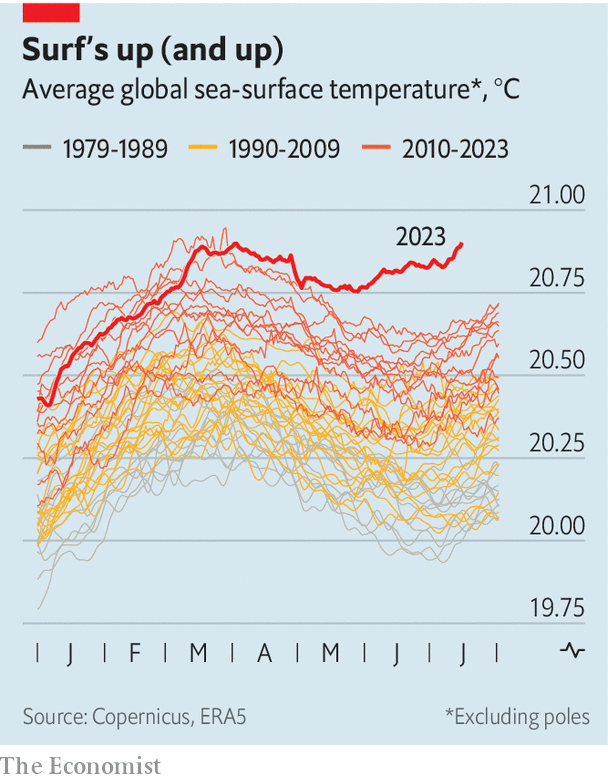 Surf’s up (and up)
Average global sea-surface temperature*, °C
1979-1989 1990-2009 2010-2023
21.00
2023
20.75
20.50
20.25
20.00
19.75
J F M A M J J
Source: Copernicus, ERA5 *Excluding poles
The Economist